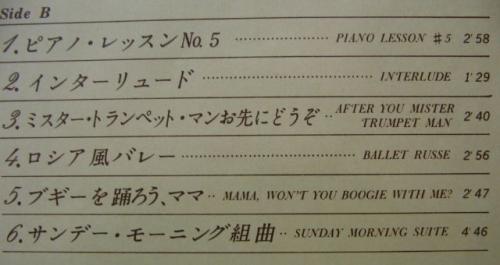 Side B
1. ピアノ・レッスンNo. 5 ………… PIANO LESSON #5 2′58
2. インターリュード ………… INTERLUDE 1′29
3. ミスター・トランペット・マンお先にどうぞ ‥ AFTER YOU MISTER
TRUMPET MAN 2′40
4. ロシア風バレー ………… BALLET RUSSE 2′56
5. ブギーを踊ろう、ママ ‥ MAMA, WON'T YOU BOOGIE WITH ME? 2′47
6. サンデー・モーニング組曲 ‥ SUNDAY MORNING SUITE 4′46